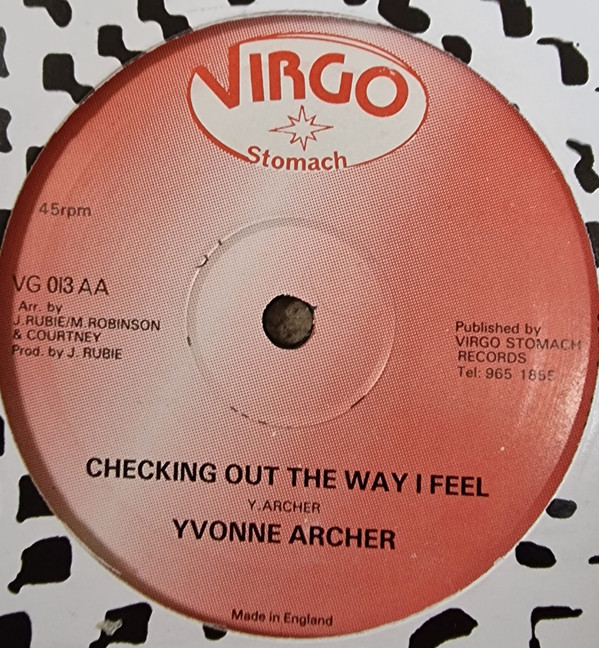 VIRGO
Stomach
45rpm
VG 013 AA
Arr. by
J.RUBIE/M.ROBINSON
& COURTNEY
Prod. by J. RUBIE
Published by
VIRGO STOMACH
RECORDS
Tel: 965 1855
CHECKING OUT THE WAY I FEEL
Y.ARCHER
YVONNE ARCHER
Made in England